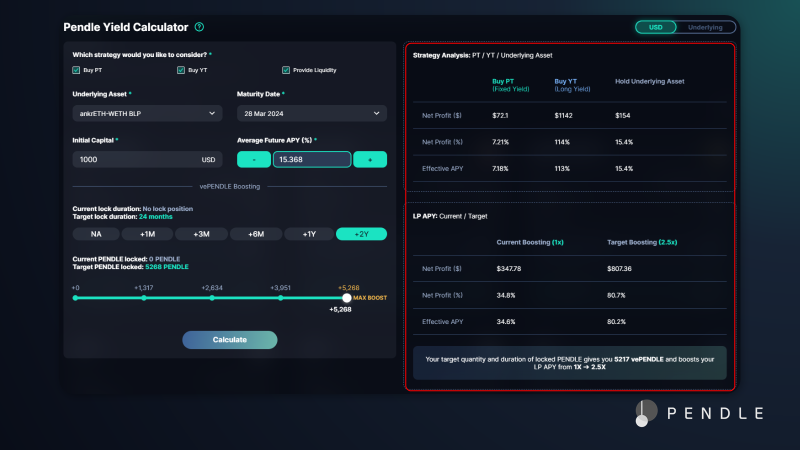 Pendle Yield Calculator ?
USD Underlying
Which strategy would you like to consider? *
Buy PT Buy YT Provide Liquidity
Underlying Asset * Maturity Date *
ankrETH-WETH BLP 28 Mar 2024
Initial Capital * Average Future APY (%) *
1000 USD - 15.368 +
vePENDLE Boosting
Current lock duration: No lock position
Target lock duration: 24 months
NA +1M +3M +6M +1Y +2Y
Current PENDLE locked: 0 PENDLE
Target PENDLE locked: 5268 PENDLE
+0 +1,317 +2,634 +3,951 +5,268
MAX BOOST
+5,268
Calculate
Strategy Analysis: PT / YT / Underlying Asset
Buy PT Buy YT Hold Underlying Asset
(Fixed Yield) (Long Yield)
Net Profit ($) $72.1 $1142 $154
Net Profit (%) 7.21% 114% 15.4%
Effective APY 7.18% 113% 15.4%
LP APY: Current / Target
Current Boosting (1x) Target Boosting (2.5x)
Net Profit ($) $347.78 $807.36
Net Profit (%) 34.8% 80.7%
Effective APY 34.6% 80.2%
Your target quantity and duration of locked PENDLE gives you 5217 vePENDLE and boosts your
LP APY from 1X ➔ 2.5X
PENDLE